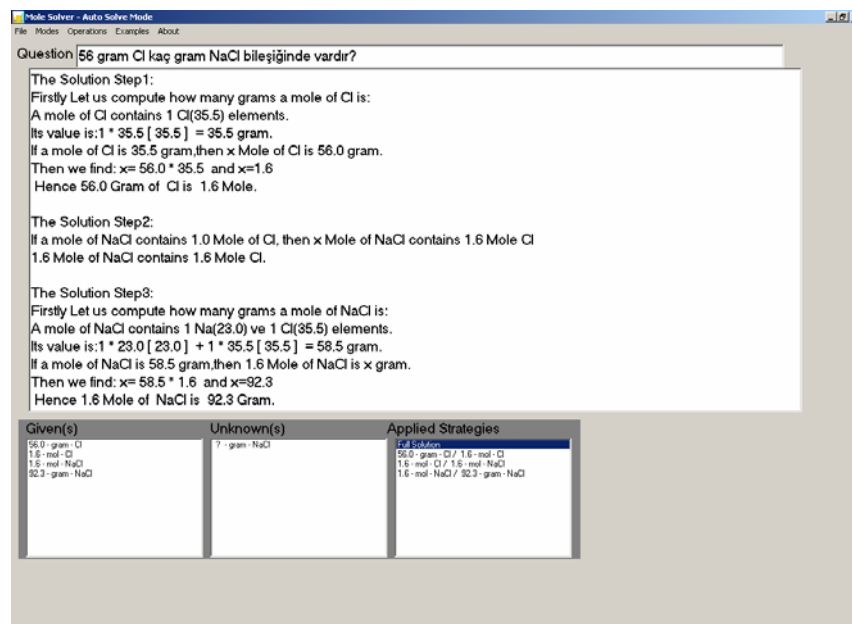 Mole Solver - Auto Solve Mode
File Modes Operations Examples About
Question 56 gram Cl kaç gram NaCl bileşiğinde vardır?
The Solution Step1:
Firstly Let us compute how many grams a mole of Cl is:
A mole of Cl contains 1 Cl(35.5) elements.
Its value is:1 * 35.5 [ 35.5 ] = 35.5 gram.
If a mole of Cl is 35.5 gram,then x Mole of Cl is 56.0 gram.
Then we find: x= 56.0 * 35.5 and x=1.6
Hence 56.0 Gram of Cl is 1.6 Mole.
The Solution Step2:
If a mole of NaCl contains 1.0 Mole of Cl, then x Mole of NaCl contains 1.6 Mole Cl
1.6 Mole of NaCl contains 1.6 Mole Cl.
The Solution Step3:
Firstly Let us compute how many grams a mole of NaCl is:
A mole of NaCl contains 1 Na(23.0) ve 1 Cl(35.5) elements.
Its value is:1 * 23.0 [ 23.0 ] + 1 * 35.5 [ 35.5 ] = 58.5 gram.
If a mole of NaCl is 58.5 gram,then 1.6 Mole of NaCl is x gram.
Then we find: x= 58.5 * 1.6 and x=92.3
Hence 1.6 Mole of NaCl is 92.3 Gram.
Given(s)
56.0 - gram - Cl
1.6 - mol - Cl
1.6 - mol - NaCl
92.3 - gram - NaCl
Unknown(s)
? - gram - NaCl
Applied Strategies
Full Solution
56.0 - gram - Cl / 1.6 - mol - Cl
1.6 - mol - Cl / 1.6 - mol - NaCl
1.6 - mol - NaCl / 92.3 - gram - NaCl